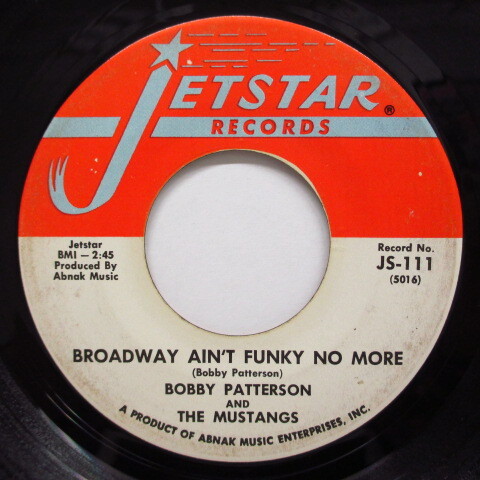 JETSTAR®
RECORDS
Jetstar
BMI — 2:45
Produced By
Abnak Music
Record No.
JS-111
(5016)
BROADWAY AIN'T FUNKY NO MORE
(Bobby Patterson)
BOBBY PATTERSON
AND
THE MUSTANGS
A PRODUCT OF ABNAK MUSIC ENTERPRISES, INC.